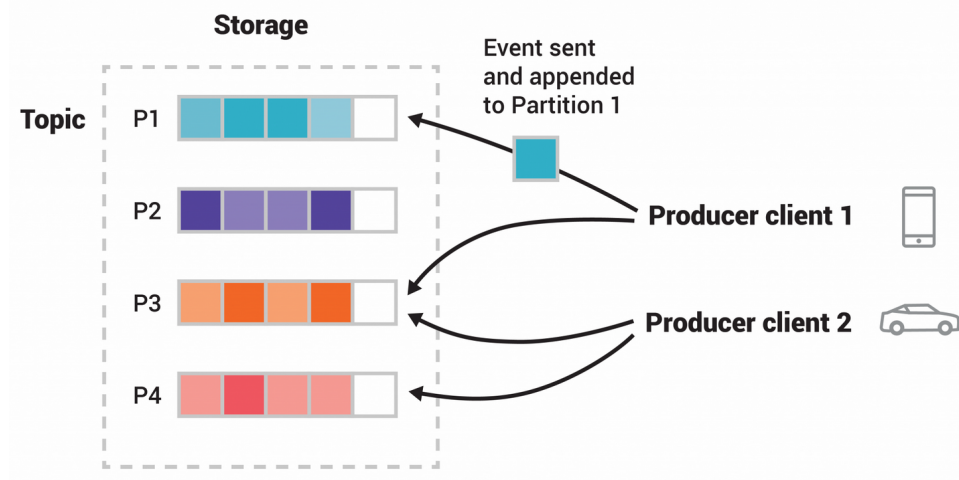 Storage
Event sent
and appended
to Partition 1
Topic
P1
P2
Producer client 1
P3
Producer client 2
P4